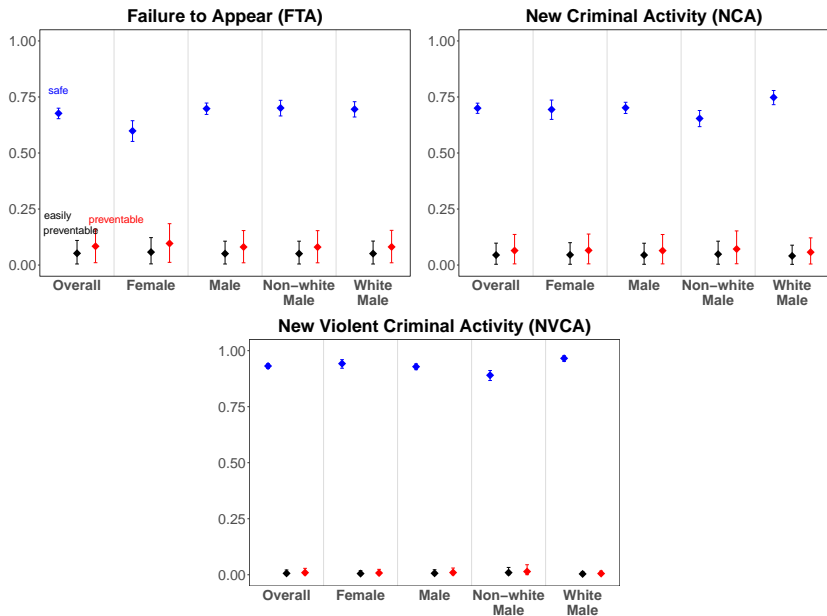 Failure to Appear (FTA)
1.00
0.75
0.50
0.25
0.00
safe
easily
preventable
preventable
Overall
Female
Male
Non−white
Male
White
Male
New Criminal Activity (NCA)
1.00
0.75
0.50
0.25
0.00
Overall
Female
Male
Non−white
Male
White
Male
New Violent Criminal Activity (NVCA)
1.00
0.75
0.50
0.25
0.00
Overall
Female
Male
Non−white
Male
White
Male